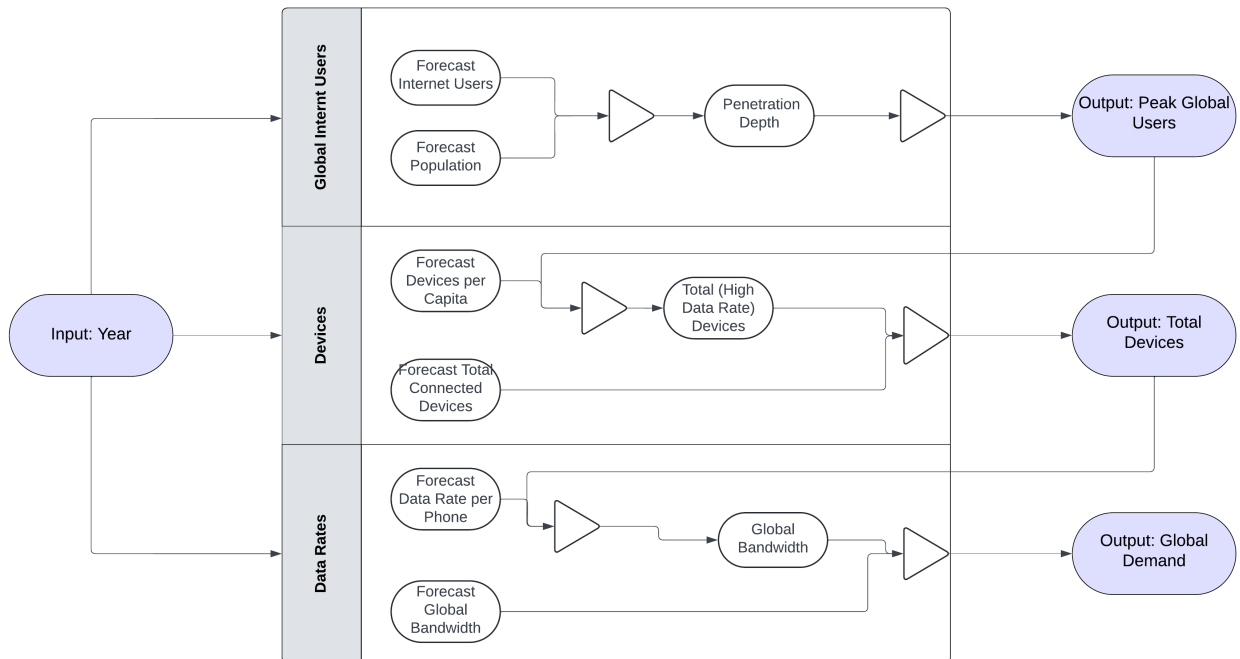 Global Internt Users
Forecast
Internet Users
Forecast
Population
Penetration
Depth
Output: Peak Global
Users
Input: Year
Devices
Forecast
Devices per
Capita
Total (High
Data Rate)
Devices
Forecast Total
Connected
Devices
Output: Total
Devices
Data Rates
Forecast
Data Rate per
Phone
Global
Bandwidth
Forecast
Global
Bandwidth
Output: Global
Demand